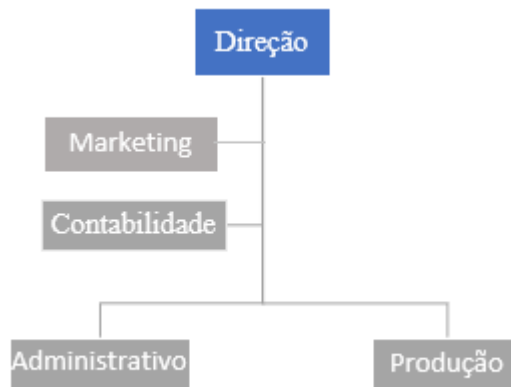 Direção
Marketing
Contabilidade
Administrativo
Produção